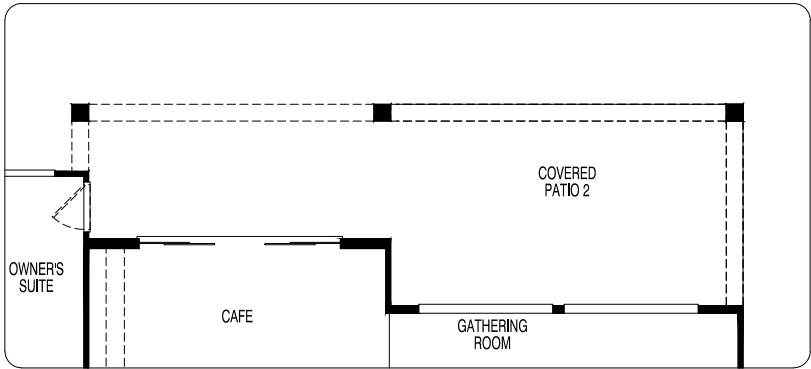 COVERED
PATIO 2
OWNER'S
SUITE
CAFE
GATHERING
ROOM